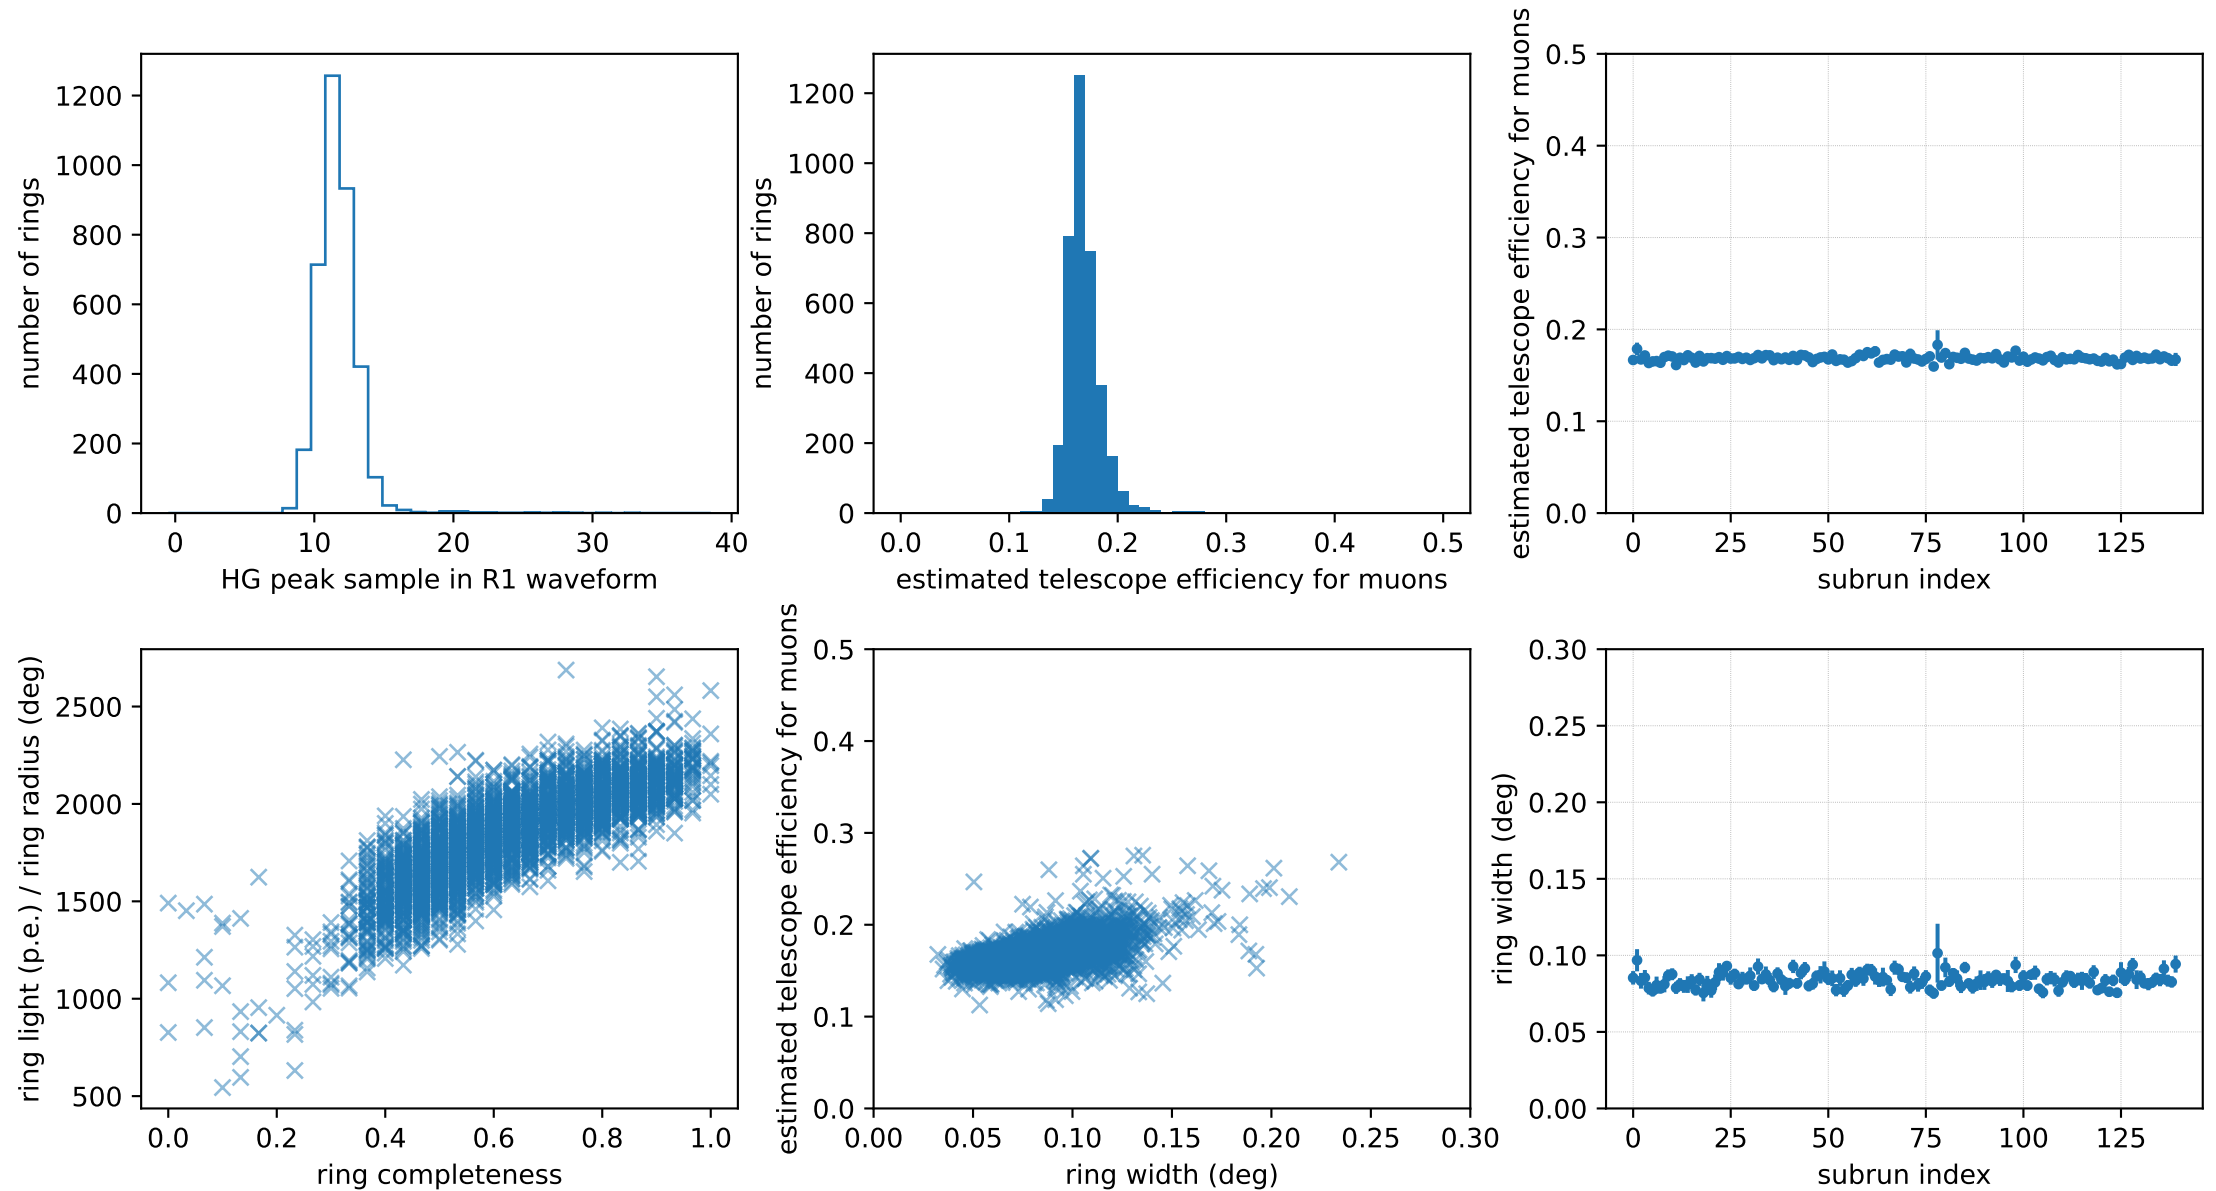 number of rings
1200
1000
800
600
400
200
0
0 10 20 30 40
HG peak sample in R1 waveform
number of rings
1200
1000
800
600
400
200
0
0.0 0.1 0.2 0.3 0.4 0.5
estimated telescope efficiency for muons
estimated telescope efficiency for muons
0.5
0.4
0.3
0.2
0.1
0.0
0 25 50 75 100 125
subrun index
ring light (p.e.) / ring radius (deg)
2500
2000
1500
1000
500
0.0 0.2 0.4 0.6 0.8 1.0
ring completeness
estimated telescope efficiency for muons
0.5
0.4
0.3
0.2
0.1
0.0
0.00 0.05 0.10 0.15 0.20 0.25 0.30
ring width (deg)
ring width (deg)
0.30
0.25
0.20
0.15
0.10
0.05
0.00
0 25 50 75 100 125
subrun index